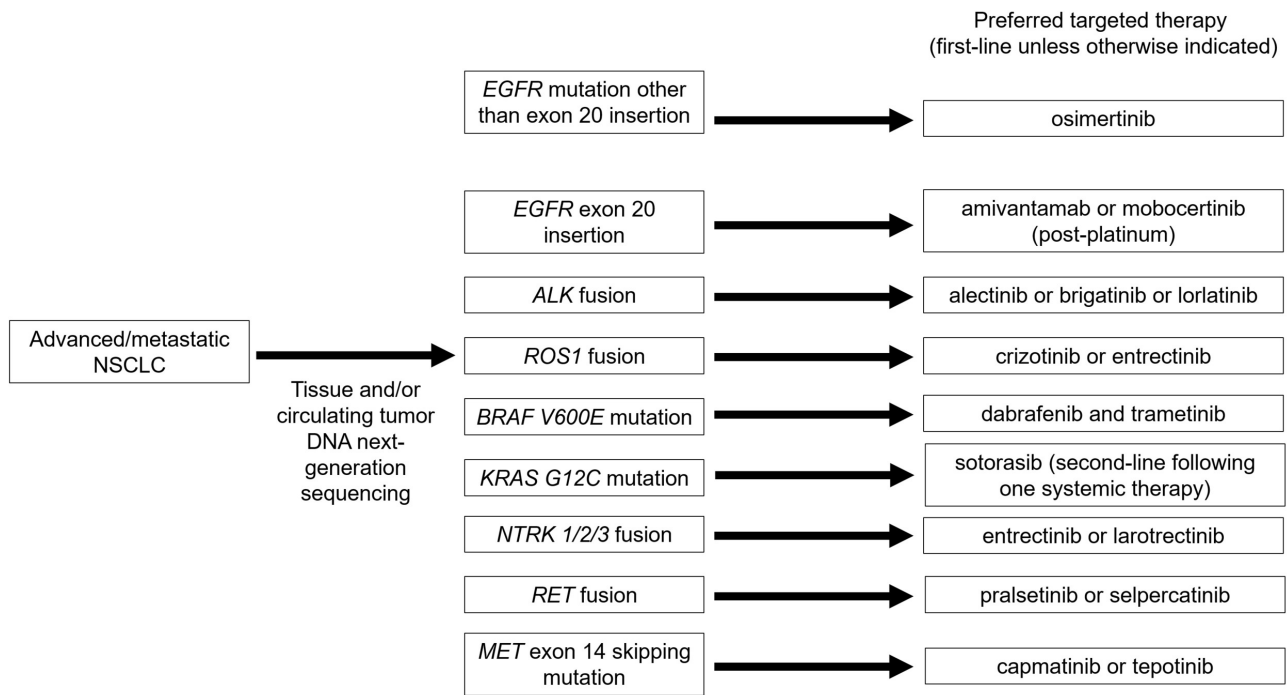 Preferred targeted therapy
(first-line unless otherwise indicated)
EGFR mutation other
than exon 20 insertion
osimertinib
EGFR exon 20
insertion
amivantamab or mobocertinib
(post-platinum)
ALK fusion
alectinib or brigatinib or lorlatinib
Advanced/metastatic
NSCLC
Tissue and/or
circulating tumor
DNA next-
generation
sequencing
ROS1 fusion
crizotinib or entrectinib
BRAF V600E mutation
dabrafenib and trametinib
KRAS G12C mutation
sotorasib (second-line following
one systemic therapy)
NTRK 1/2/3 fusion
entrectinib or larotrectinib
RET fusion
pralsetinib or selpercatinib
MET exon 14 skipping
mutation
capmatinib or tepotinib